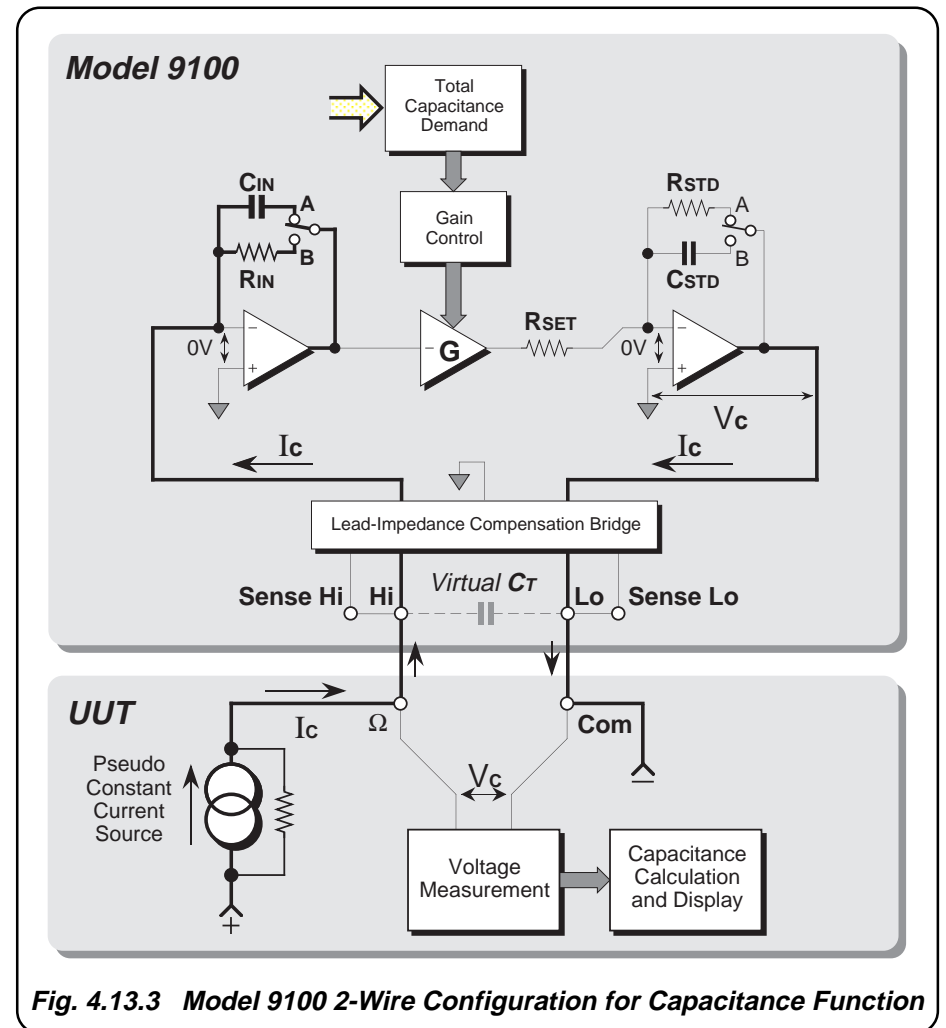 Model 9100
Total
Capacitance
Demand
Gain
Control
CIN
A
B
RIN
RSTD
A
B
CSTD
RSET
0V
−
+
− G
0V
−
+
Vc
Ic
Ic
Lead-Impedance Compensation Bridge
Virtual CT
Sense Hi Hi
Lo Sense Lo
UUT
Ic
Ω
Com
Pseudo
Constant
Current
Source
Vc
−
+
Voltage
Measurement
Capacitance
Calculation
and Display
Fig. 4.13.3 Model 9100 2-Wire Configuration for Capacitance Function